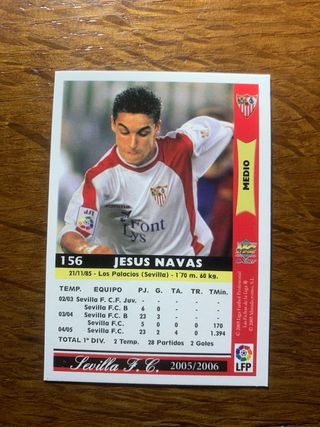 Front
Lys
MEDIO
156 JESUS NAVAS
21/11/85 - Los Palacios (Sevilla) - 1'70 m. 60 kg.
TEMP. EQUIPO PJ. G. TA. TR. TMin.
02/03 Sevilla F. C.F. Juv. - - - - -
Sevilla F.C. B 6 0 - - -
03/04 Sevilla F.C. B 23 3 - - -
Sevilla F.C. 5 0 0 0 170
04/05 Sevilla F.C. 23 2 4 0 1.394
TOTAL 1ª DIV. 2 Temp. 28 Partidos 2 Goles
Sevilla F. C. 2005/2006
LFP